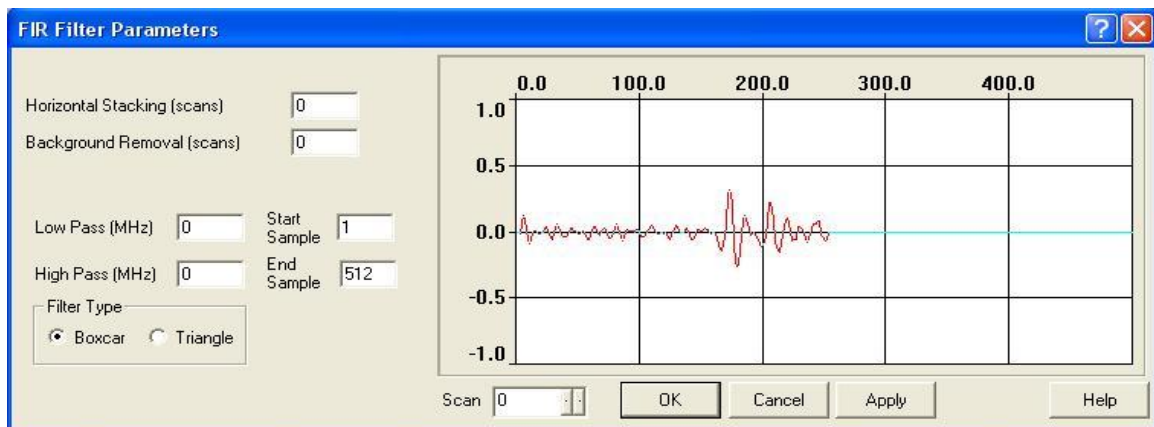 FIR Filter Parameters
Horizontal Stacking (scans) 0
Background Removal (scans) 0
Low Pass (MHz) 0
Start Sample 1
High Pass (MHz) 0
End Sample 512
Filter Type
Boxcar Triangle
0.0 100.0 200.0 300.0 400.0
1.0
0.5
0.0
-0.5
-1.0
Scan 0 OK Cancel Apply Help